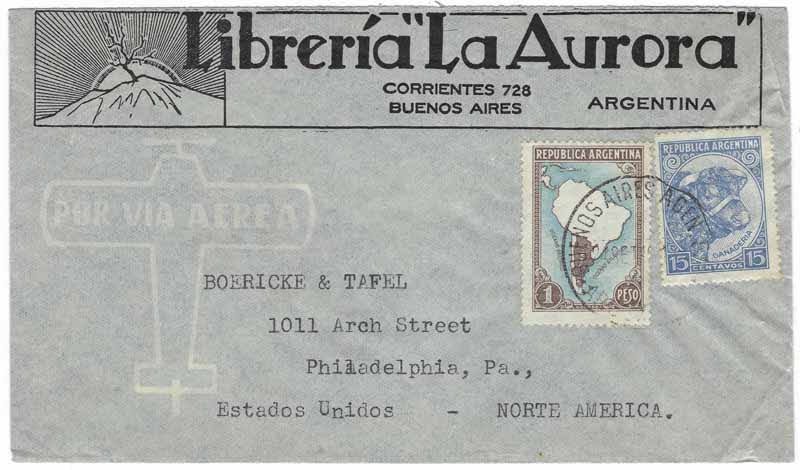 Librería "La Aurora"
CORRIENTES 728
BUENOS AIRES ARGENTINA
REPUBLICA ARGENTINA
1 PESO
REPUBLICA ARGENTINA
GANADERIA
15 15
CENTAVOS
BUENOS AIRES
POR VIA AEREA
BOERICKE & TAFEL
1011 Arch Street
Philadelphia, Pa.,
Estados Unidos - NORTE AMERICA.